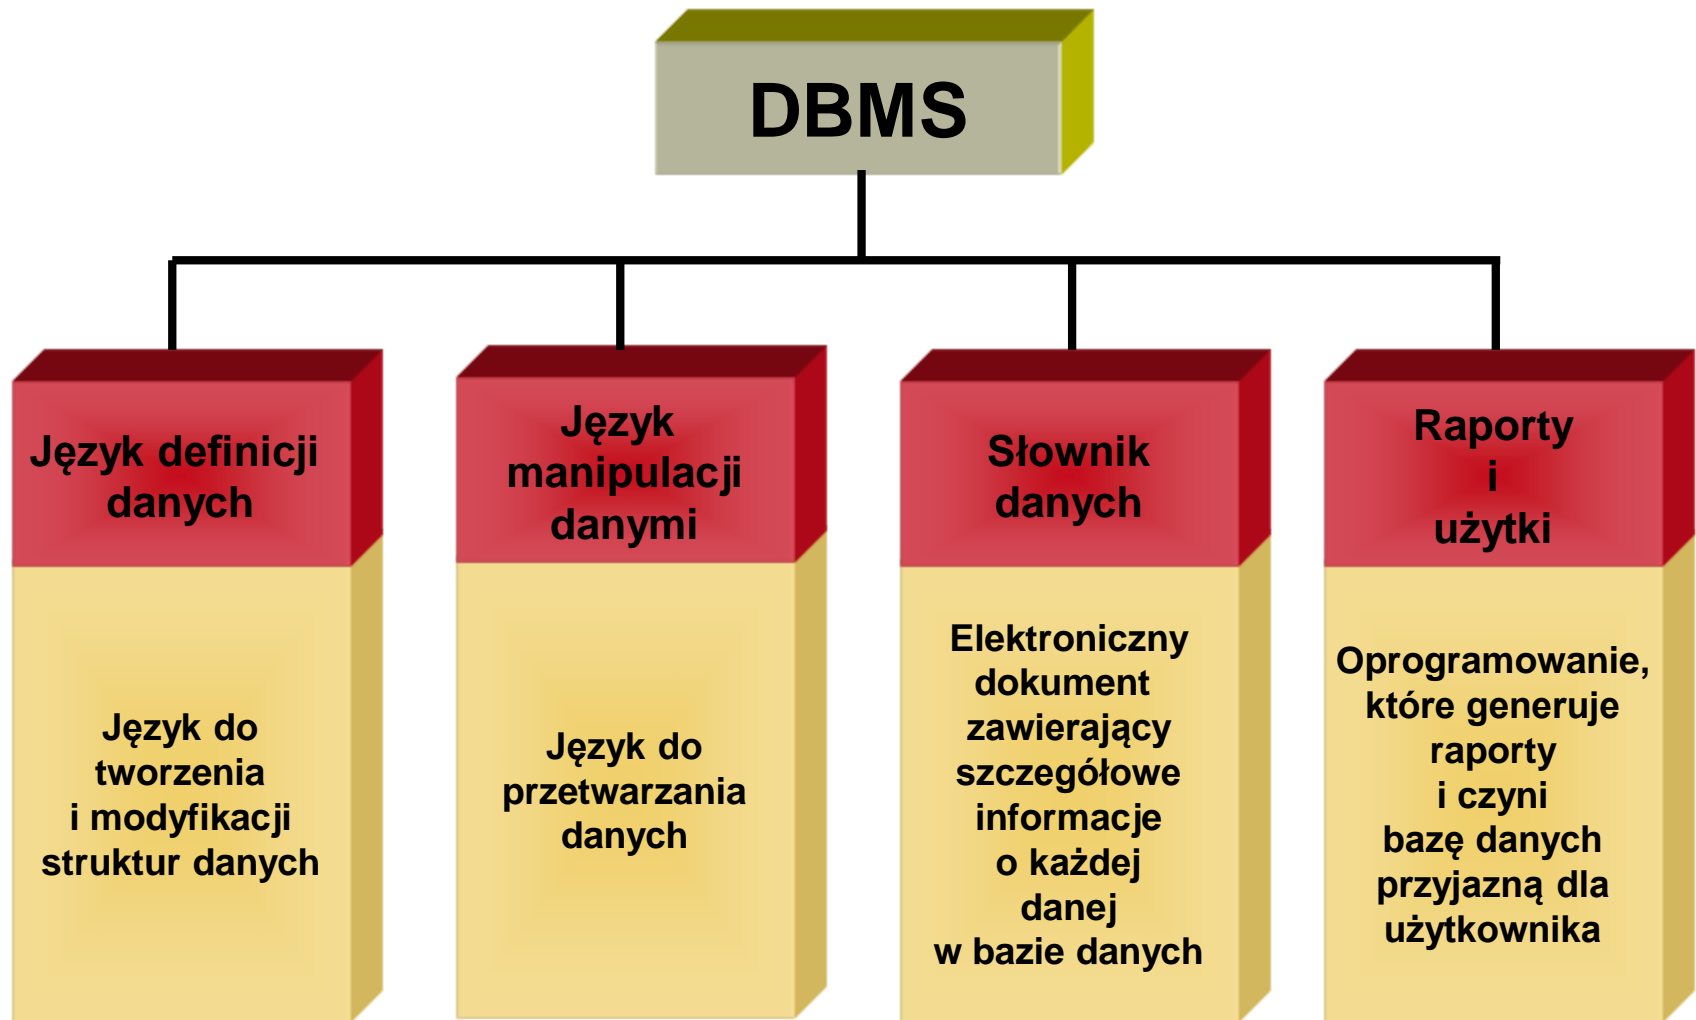 DBMS
Język definicji
danych
Język do
tworzenia
i modyfikacji
struktur danych
Język
manipulacji
danymi
Język do
przetwarzania
danych
Słownik
danych
Elektroniczny
dokument
zawierający
szczegółowe
informacje
o każdej
danej
w bazie danych
Raporty
i
użytki
Oprogramowanie,
które generuje
raporty
i czyni
bazę danych
przyjazną dla
użytkownika